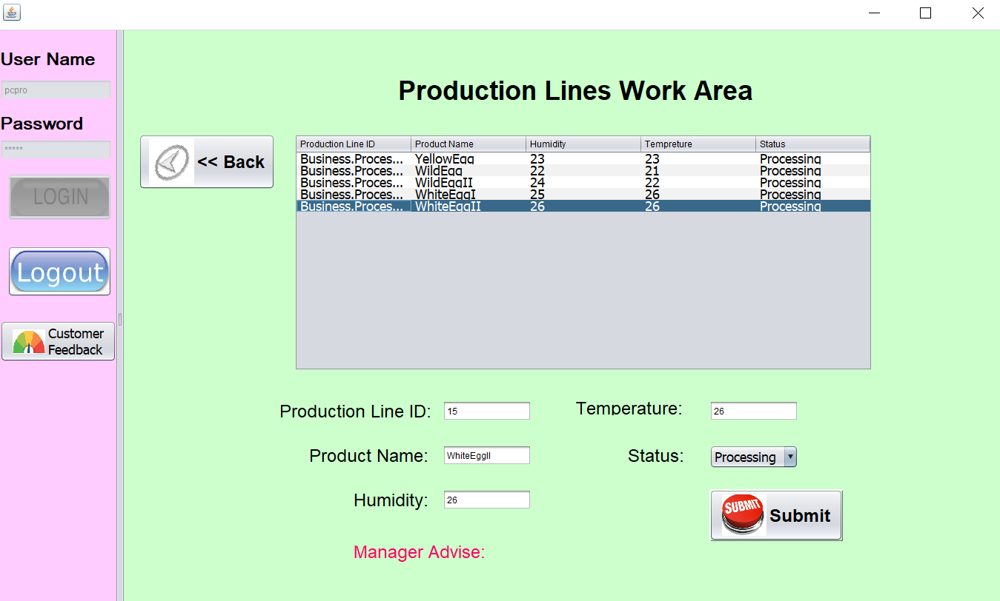 User Name
pcpro
Password
*****
LOGIN
Logout
Customer
Feedback
Production Lines Work Area
<< Back
Production Line ID Product Name Humidity Tempreture Status
Business.Proces... YellowEgg 23 23 Processing
Business.Proces... WildEgg 22 21 Processing
Business.Proces... WildEggII 24 22 Processing
Business.Proces... WhiteEggI 25 26 Processing
Business.Proces... WhiteEggII 26 26 Processing
Production Line ID: 15 Temperature: 26
Product Name: WhiteEggII Status: Processing
Humidity: 26
SUBMIT Submit
Manager Advise: